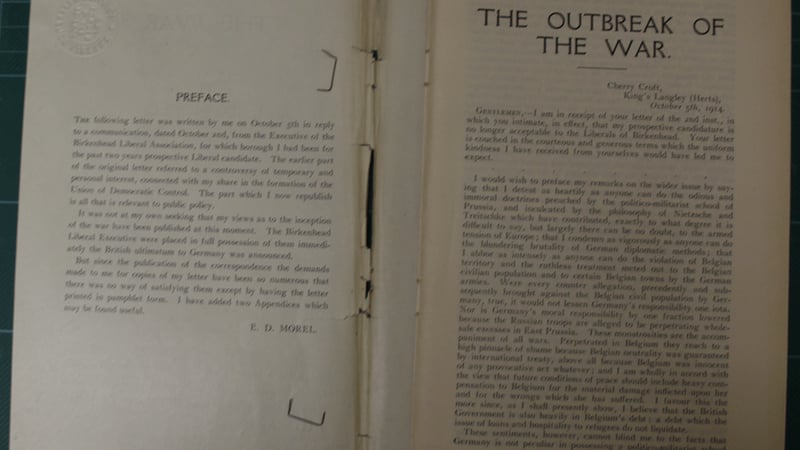 PREFACE.
THE following letter was written by me on October 5th in reply
to a communication, dated October 2nd, from the Executive of the
Birkenhead Liberal Association, for which borough I had been for
the past two years prospective Liberal candidate. The earlier part
of the original letter referred to a controversy of temporary and
personal interest, connected with my share in the formation of the
Union of Democratic Control. The part which I now republish
is all that is relevant to public policy.
It was not at my own seeking that my views as to the inception
of the war have been published at this moment. The Birkenhead
Liberal Executive were placed in full possession of them immedi-
ately the British ultimatum to Germany was announced.
But since the publication of the correspondence the demands
made to me for copies of my letter have been so numerous that
there was no way of satisfying them except by having the letter
printed in pamphlet form. I have added two Appendices which
may be found useful.
E. D. MOREL.
THE OUTBREAK OF
THE WAR.
Cherry Croft,
King's Langley (Herts),
October 5th, 1914.
GENTLEMEN,—I am in receipt of your letter of the 2nd inst., in
which you intimate, in effect, that my prospective candidature is
no longer acceptable to the Liberals of Birkenhead. Your letter
is couched in the courteous and generous terms which the uniform
kindness I have received from yourselves would have led me to
expect.
I would wish to preface my remarks on the wider issue by say-
ing that I detest as heartily as anyone can do the odious and
immoral doctrines preached by the politico-militarist school of
Prussia, and inculcated by the philosophy of Nietzsche and
Treitschke which have contributed, exactly to what degree it is
difficult to say, but largely there can be no doubt, to the armed
tension of Europe; that I condemn as vigorously as anyone can do
the blundering brutality of German diplomatic methods; that
I abhor as intensely as anyone can do the violation of Belgian
territory and the ruthless treatment meted out to the Belgian
civilian population and to certain Belgian towns by the German
armies. Were every counter allegation, precedently and sub-
sequently brought against the Belgian civil population by Ger-
many, true, it would not lessen Germany's responsibility one iota.
Nor is Germany's moral responsibility by one fraction lowered
because the Russian troops are alleged to be perpetrating whole-
sale excesses in East Prussia. These monstrosities are the accom-
paniment of all wars. Perpetrated in Belgium they reach to a
high pinnacle of shame because Belgian neutrality was guaranteed
by international treaty, above all because Belgium was innocent
of any provocative act whatever; and I am wholly in accord with
the view that future conditions of peace should include heavy com-
pensation to Belgium for the material damage inflicted upon her
and for the wrongs which she has suffered. I favour this the
more since, as I shall presently show, I believe that the British
Government is also heavily in Belgium's debt: a debt which the
issue of loans and hospitality to refugees do not liquidate.
These sentiments, however, cannot blind me to the facts that
Germany is not peculiar in possessing a politico-militarist school